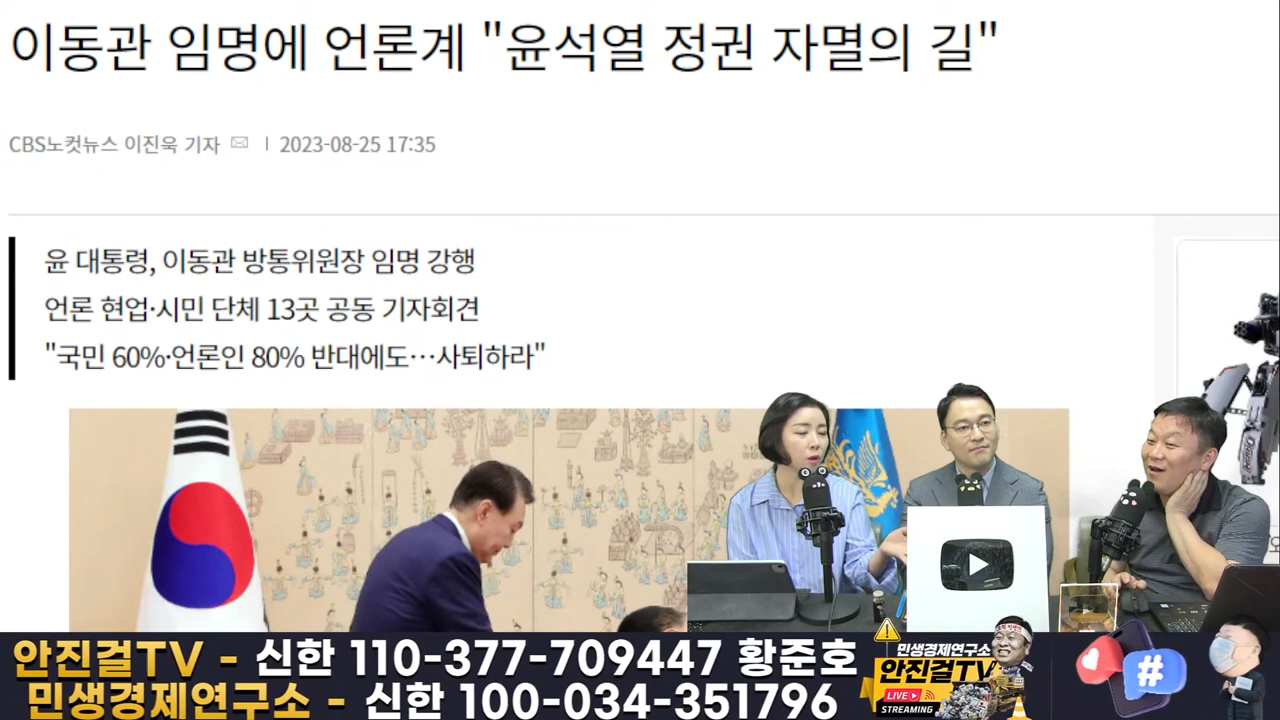 이동관 임명에 언론계 "윤석열 정권 자멸의 길"
CBS노컷뉴스 이진욱 기자
2023-08-25 17:35
윤 대통령, 이동관 방통위원장 임명 강행
언론 현업·시민 단체 13곳 공동 기자회견
"국민 60%·언론인 80% 반대에도…사퇴하라"
안진걸TV - 신한 110-377-709447 황준호
민생경제연구소 - 신한 100-034-351796
민생경제연구소
안진걸TV
LIVE
STREAMING
#